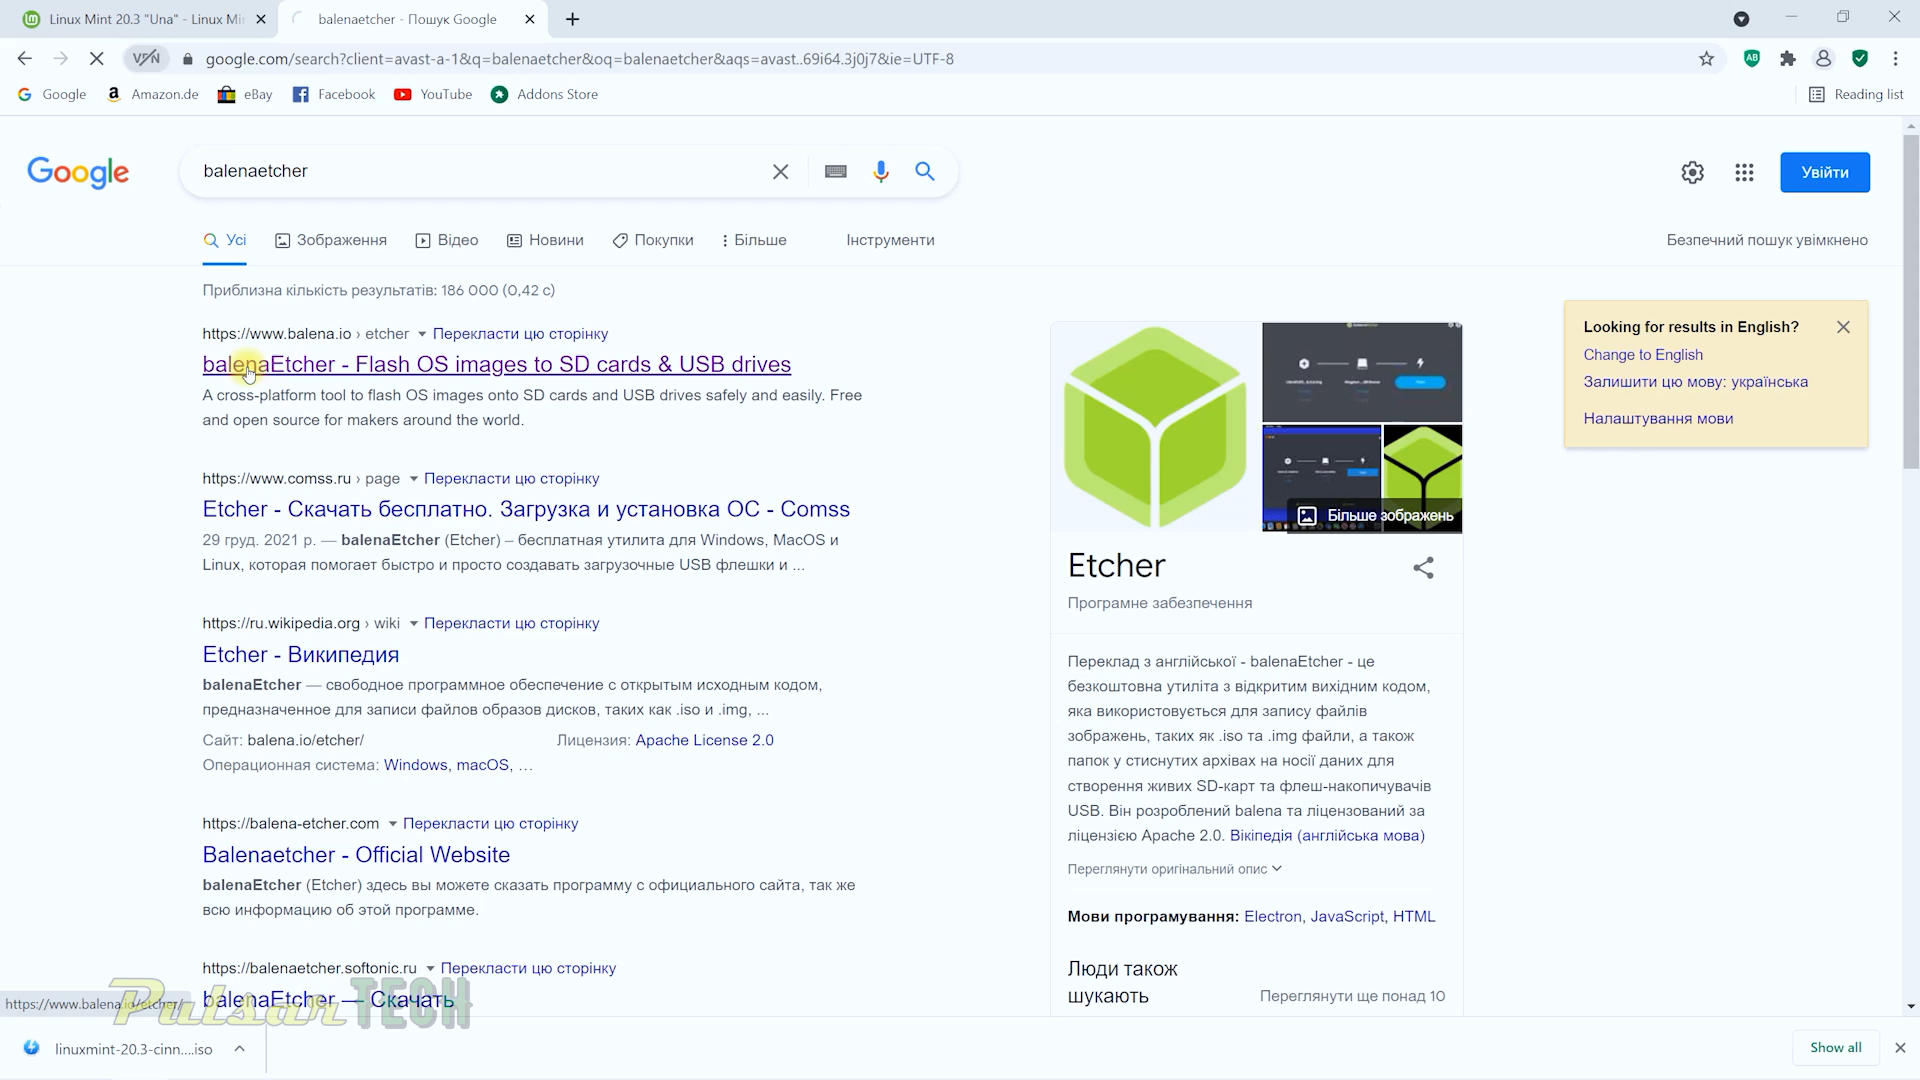 Linux Mint 20.3 "Una" - Linux Mi
balenaetcher - Пошук Google
VPN
google.com/search?client=avast-a-1&q=balenaetcher&oq=balenaetcher&aqs=avast..69i64.3j0j7&ie=UTF-8
Google
Amazon.de
eBay
Facebook
YouTube
Addons Store
Reading list
Google
balenaetcher
Увійти
Усі
Зображення
Відео
Новини
Покупки
Більше
Інструменти
Безпечний пошук увімкнено
Приблизна кількість результатів: 186 000 (0,42 с)
https://www.balena.io › etcher Перекласти цю сторінку
balenaEtcher - Flash OS images to SD cards & USB drives
A cross-platform tool to flash OS images onto SD cards and USB drives safely and easily. Free
and open source for makers around the world.
https://www.comss.ru › page Перекласти цю сторінку
Etcher - Скачать бесплатно. Загрузка и установка ОС - Comss
29 груд. 2021 р. — balenaEtcher (Etcher) – бесплатная утилита для Windows, MacOS и
Linux, которая помогает быстро и просто создавать загрузочные USB флешки и ...
https://ru.wikipedia.org › wiki Перекласти цю сторінку
Etcher - Википедия
balenaEtcher — свободное программное обеспечение с открытым исходным кодом,
предназначенное для записи файлов образов дисков, таких как .iso и .img, ...
Сайт: balena.io/etcher/ Лицензия: Apache License 2.0
Операционная система: Windows, macOS, …
https://balena-etcher.com Перекласти цю сторінку
Balenaetcher - Official Website
balenaEtcher (Etcher) здесь вы можете сказать программу с официального сайта, так же
всю информацию об этой программе.
https://balenaetcher.softonic.ru Перекласти цю сторінку
balenaEtcher — Скачать
Більше зображень
Etcher
Програмне забезпечення
Переклад з англійської - balenaEtcher - це
безкоштовна утиліта з відкритим вихідним кодом,
яка використовується для запису файлів
зображень, таких як .iso та .img файли, а також
папок у стиснутих архівах на носії даних для
створення живих SD-карт та флеш-накопичувачів
USB. Він розроблений balena та ліцензований за
ліцензією Apache 2.0. Вікіпедія (англійська мова)
Переглянути оригінальний опис
Мови програмування: Electron, JavaScript, HTML
Люди також
шукають
Переглянути ще понад 10
Looking for results in English?
Change to English
Залишити цю мову: українська
Налаштування мови
https://www.balena.io/etcher/
Pulsar TECH
linuxmint-20.3-cinn....iso
Show all